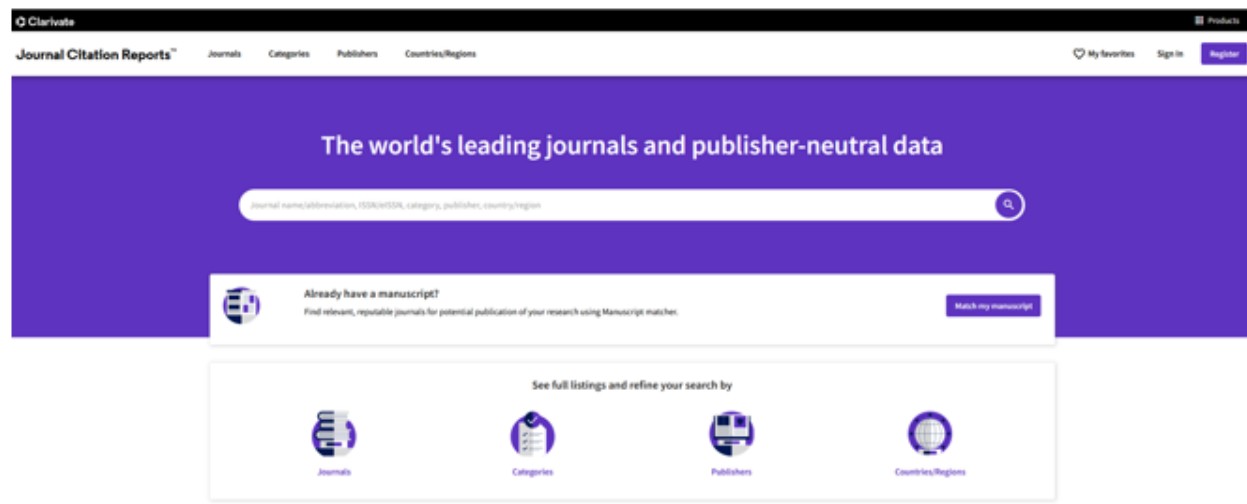 Clarivate
Products
Journal Citation Reports™
Journals
Categories
Publishers
Countries/Regions
My favorites
Sign In
Register
The world's leading journals and publisher-neutral data
Journal name/abbreviation, ISSN/eISSN, category, publisher, country/region
Already have a manuscript?
Find relevant, reputable journals for potential publication of your research using Manuscript matcher.
Match my manuscript
See full listings and refine your search by
Journals
Categories
Publishers
Countries/Regions